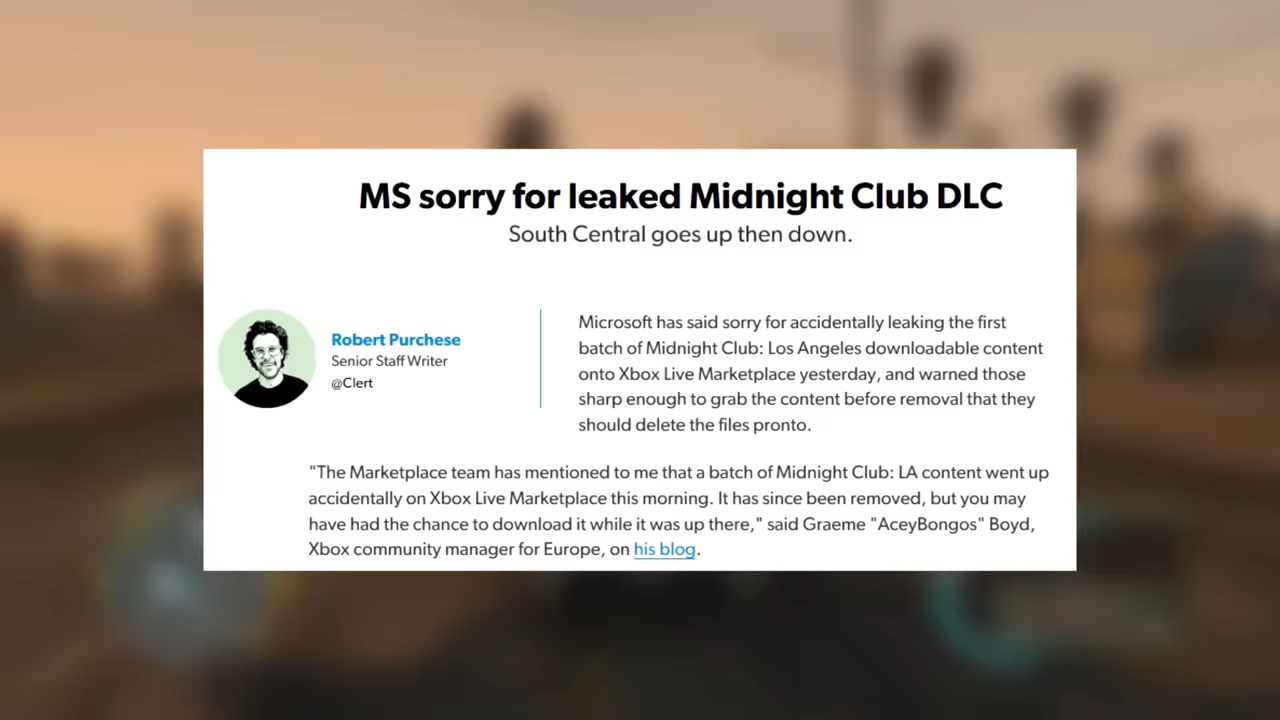 MS sorry for leaked Midnight Club DLC
South Central goes up then down.
Robert Purchese
Senior Staff Writer
@Clert
Microsoft has said sorry for accidentally leaking the first
batch of Midnight Club: Los Angeles downloadable content
onto Xbox Live Marketplace yesterday, and warned those
sharp enough to grab the content before removal that they
should delete the files pronto.
"The Marketplace team has mentioned to me that a batch of Midnight Club: LA content went up
accidentally on Xbox Live Marketplace this morning. It has since been removed, but you may
have had the chance to download it while it was up there," said Graeme "AceyBongos" Boyd,
Xbox community manager for Europe, on his blog.